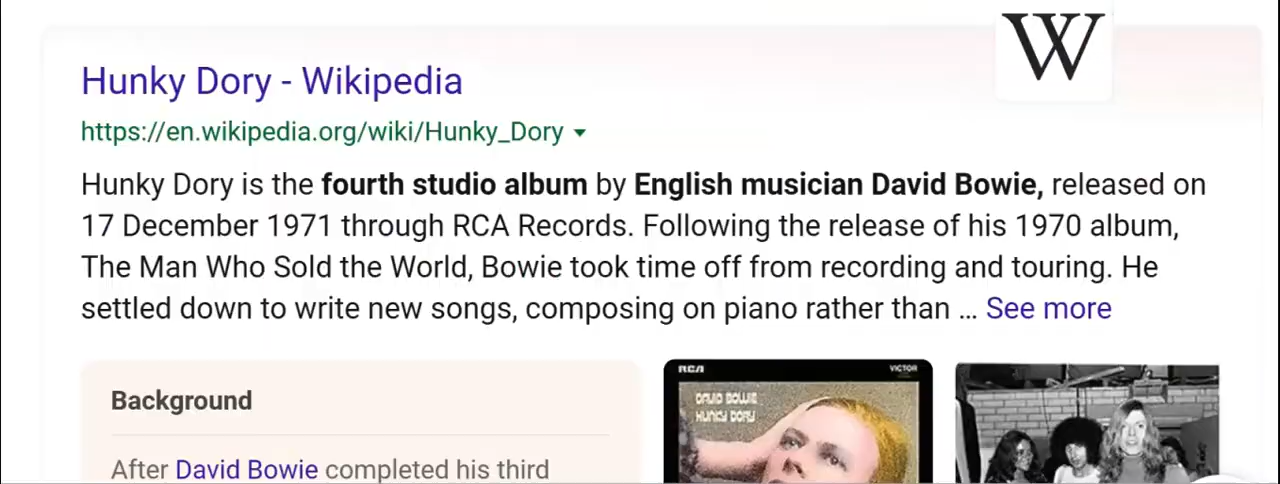 W
Hunky Dory - Wikipedia
https://en.wikipedia.org/wiki/Hunky_Dory
Hunky Dory is the fourth studio album by English musician David Bowie, released on
17 December 1971 through RCA Records. Following the release of his 1970 album,
The Man Who Sold the World, Bowie took time off from recording and touring. He
settled down to write new songs, composing on piano rather than ... See more
Background
After David Bowie completed his third
RCA VICTOR
DAVID BOWIE
HUNKY DORY